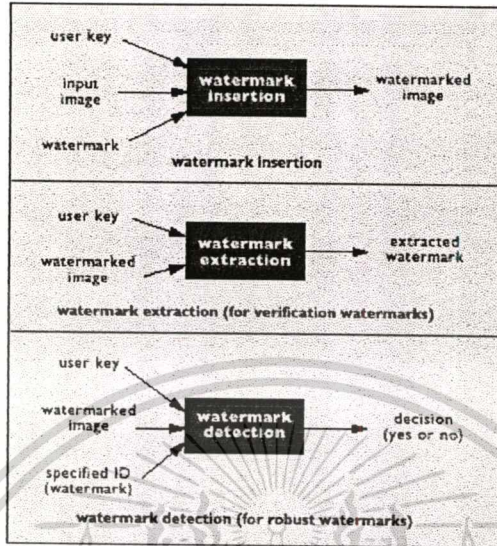 user key
input
image
watermark
watermark
insertion
watermarked
image
watermark insertion
user key
watermarked
image
watermark
extraction
extracted
watermark
watermark extraction (for verification watermarks)
user key
watermarked
image
specified ID
(watermark)
watermark
detection
decision
(yes or no)
watermark detection (for robust watermarks)